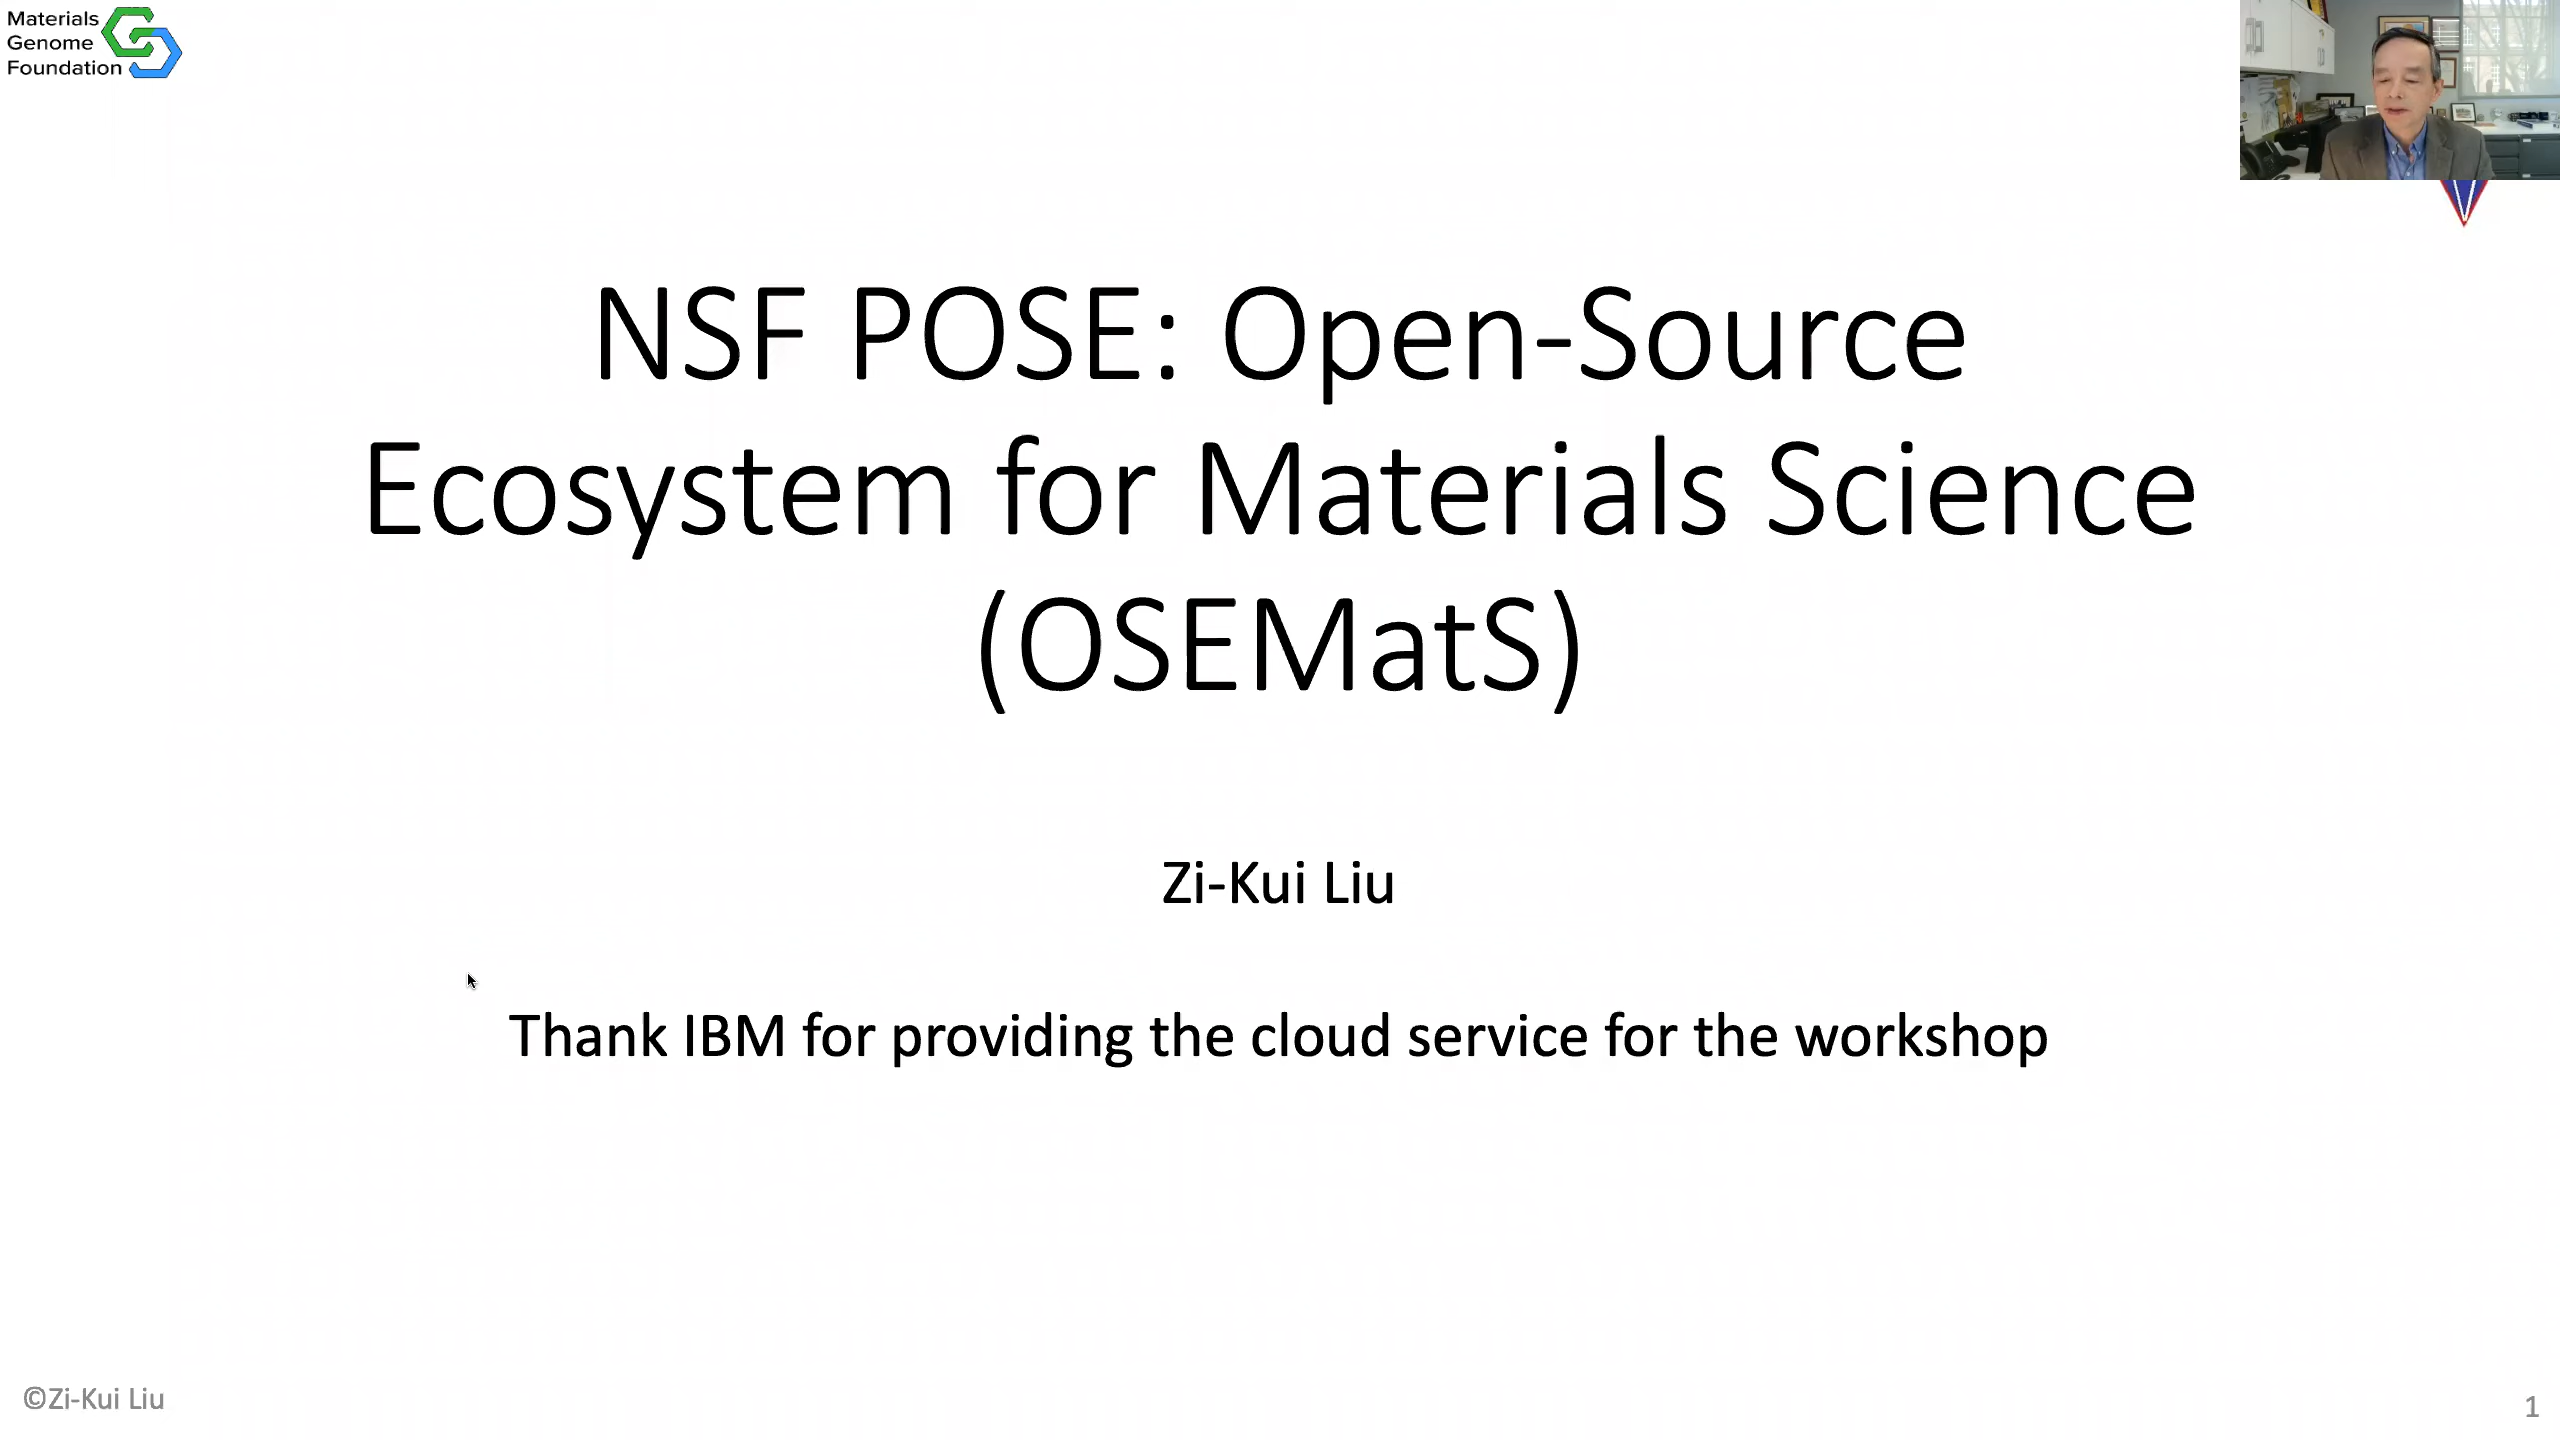 Materials
Genome
Foundation
NSF POSE: Open-Source
Ecosystem for Materials Science
(OSEMatS)
Zi-Kui Liu
Thank IBM for providing the cloud service for the workshop
©Zi-Kui Liu
1